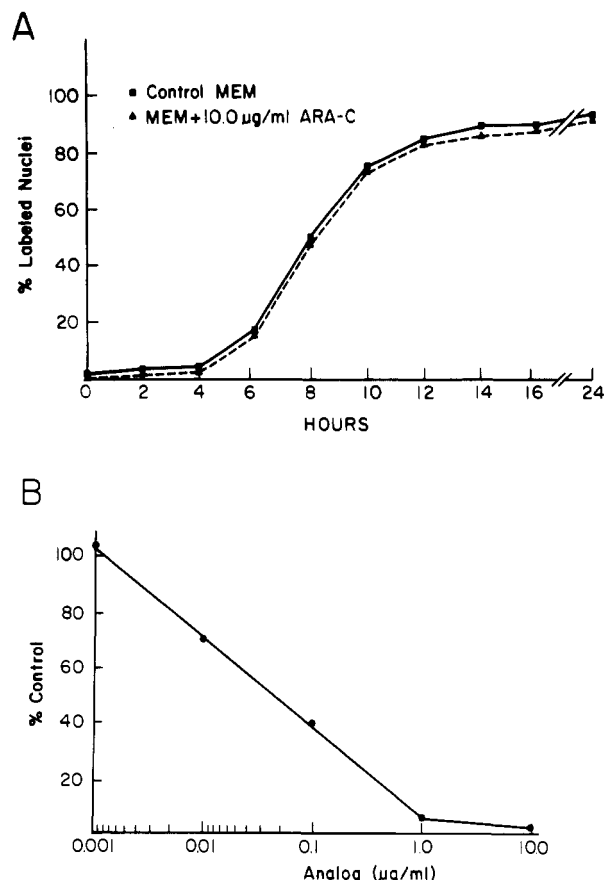 A
■ Control MEM
▲ MEM+10.0 µg/ml ARA-C
100
80
60
40
20
% Labeled Nuclei
0 2 4 6 8 10 12 14 16 24
HOURS
B
100
80
60
40
20
% Control
0.001 0.01 0.1 1.0 10.0
Analog (µg/ml)